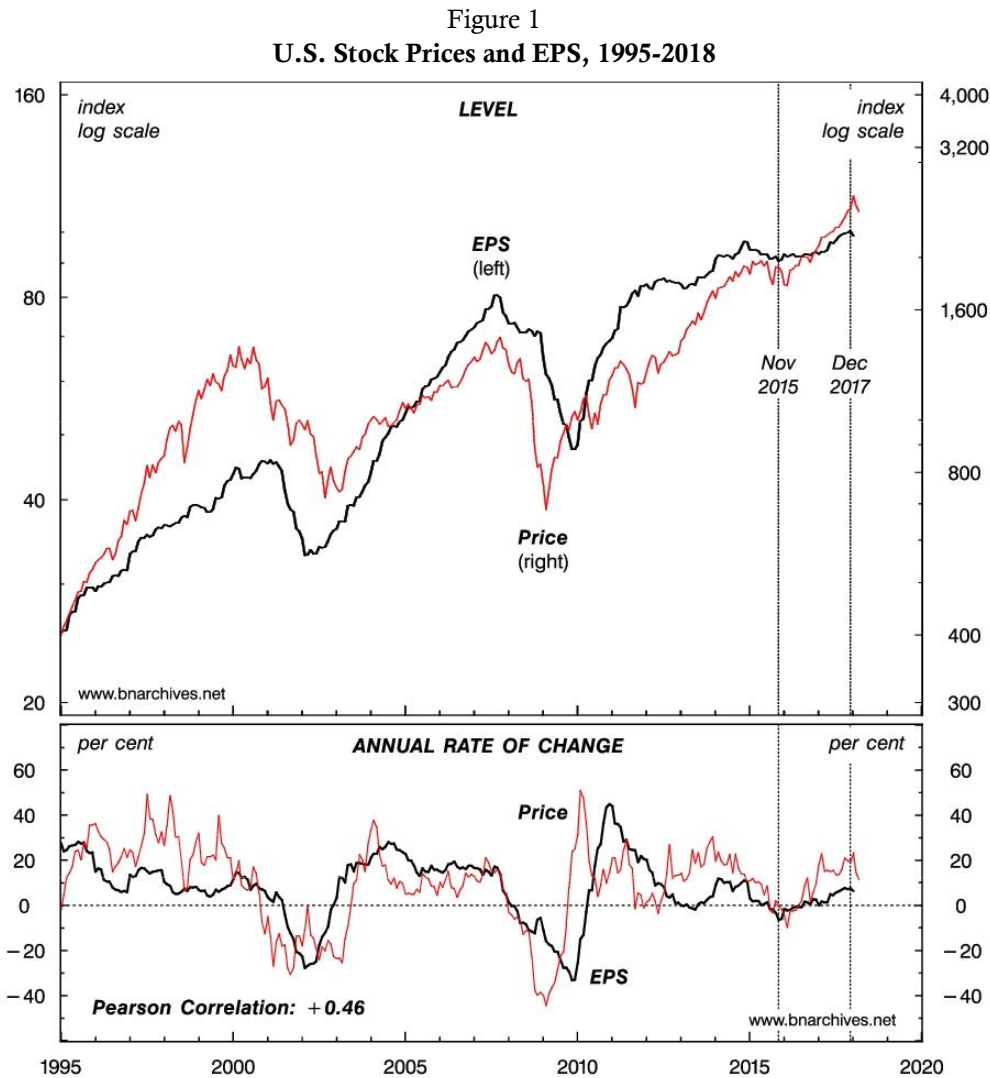 Figure 1
U.S. Stock Prices and EPS, 1995-2018
160
index
log scale
LEVEL
index
log scale
4,000
3,200
EPS
(left)
80
1,600
Nov
2015
Dec
2017
40
800
Price
(right)
400
www.bnarchives.net
20
300
per cent
ANNUAL RATE OF CHANGE
per cent
60
60
Price
40
40
20
20
0
0
−20
−20
EPS
−40
−40
Pearson Correlation: +0.46
www.bnarchives.net
1995
2000
2005
2010
2015
2020